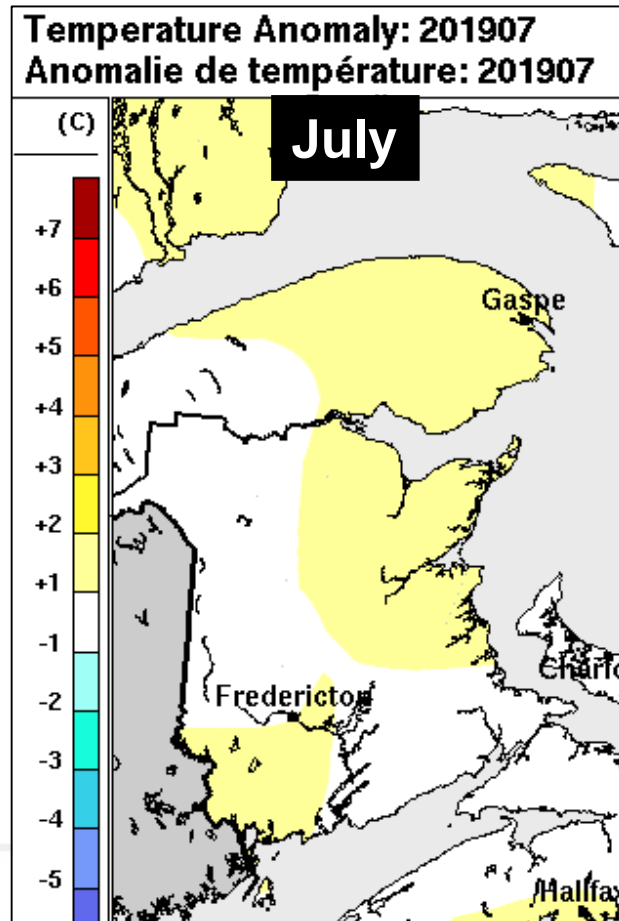 Temperature Anomaly: 201907
Anomalie de température: 201907
(C)
July
+7
+6
+5
+4
+3
+2
+1
-1
-2
-3
-4
-5
Gaspe
Fredericton
Charlo
Halifax